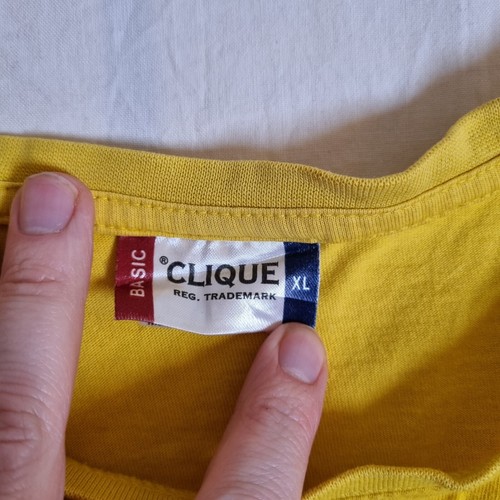 BASIC
®CLIQUE
REG. TRADEMARK
XL